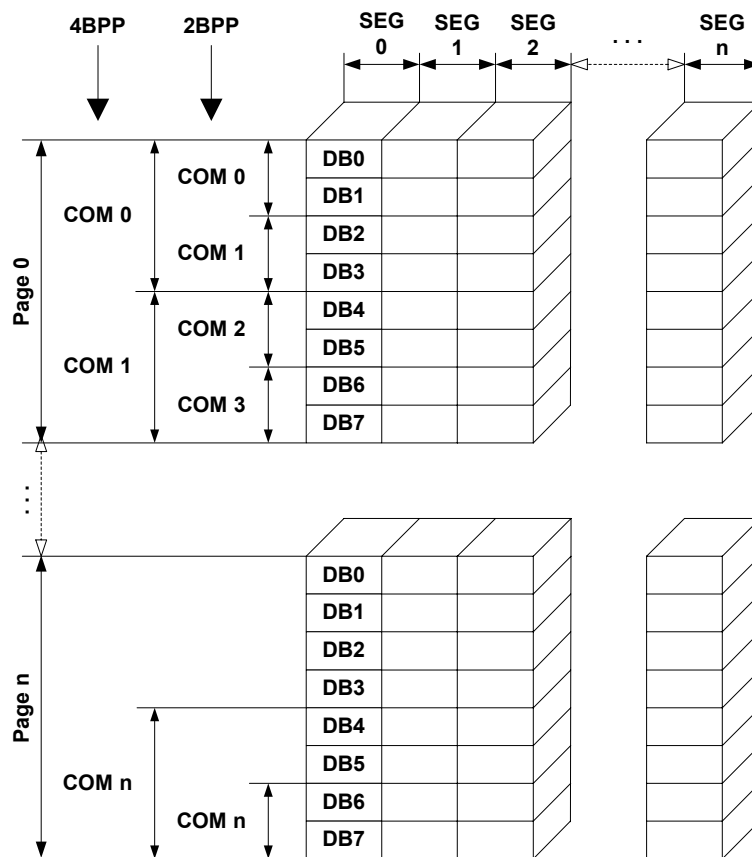 4BPP
2BPP
SEG 0
SEG 1
SEG 2
. . .
SEG n
Page 0
COM 0
COM 1
COM 0
COM 1
COM 2
COM 3
DB0
DB1
DB2
DB3
DB4
DB5
DB6
DB7
. . .
Page n
COM n
COM n
DB0
DB1
DB2
DB3
DB4
DB5
DB6
DB7